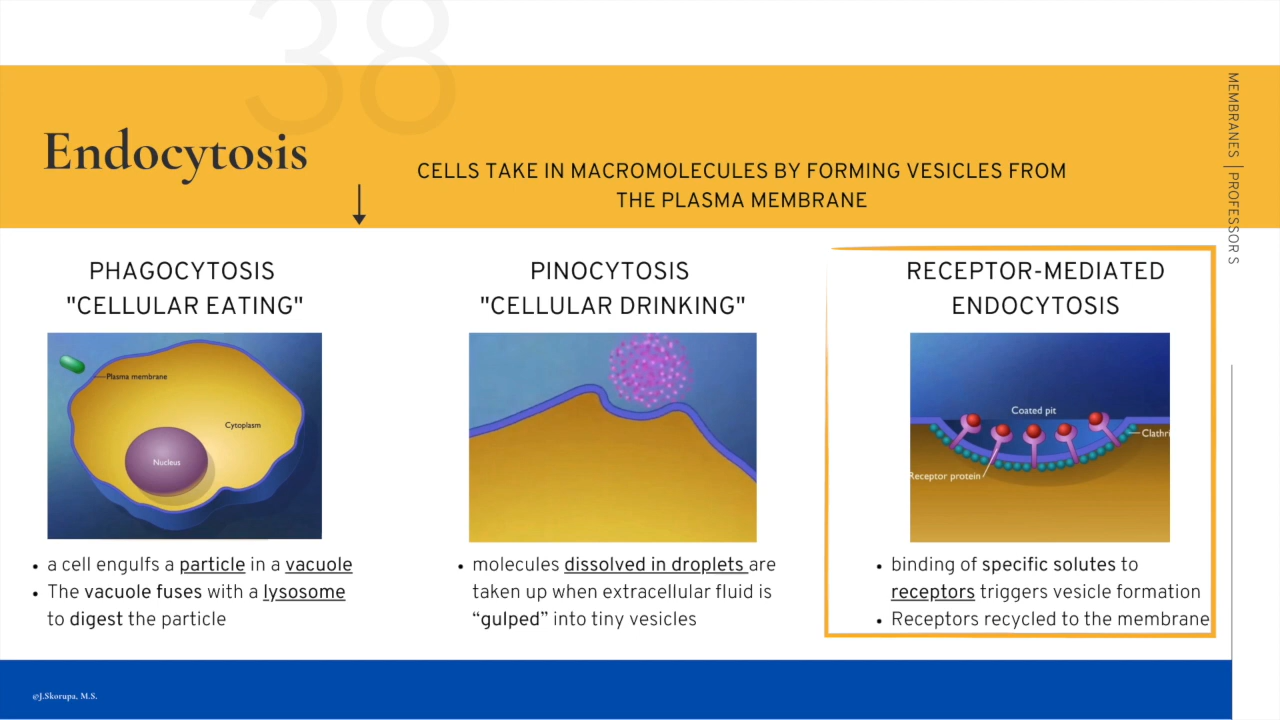 38
Endocytosis
CELLS TAKE IN MACROMOLECULES BY FORMING VESICLES FROM
THE PLASMA MEMBRANE
MEMBRANES | PROFESSORS
PHAGOCYTOSIS
"CELLULAR EATING"
Plasma membrane
Cytoplasm
Nucleus
• a cell engulfs a particle in a vacuole
• The vacuole fuses with a lysosome
to digest the particle
PINOCYTOSIS
"CELLULAR DRINKING"
• molecules dissolved in droplets are
taken up when extracellular fluid is
“gulped” into tiny vesicles
RECEPTOR-MEDIATED
ENDOCYTOSIS
Coated pit
Clathri
Receptor protein
• binding of specific solutes to
receptors triggers vesicle formation
• Receptors recycled to the membrane
@J.Skorupa, M.S.